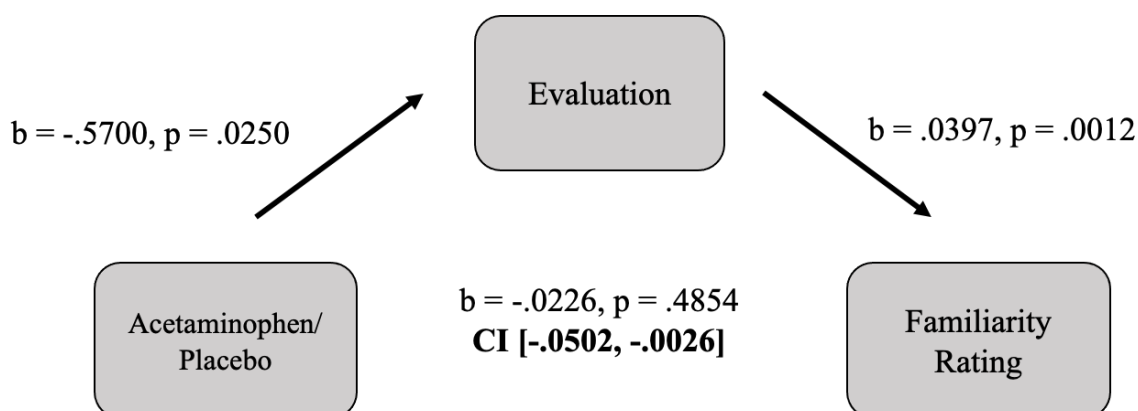 Evaluation
b = -.5700, p = .0250
b = .0397, p = .0012
Acetaminophen/
Placebo
b = -.0226, p = .4854
CI [-.0502, -.0026]
Familiarity
Rating